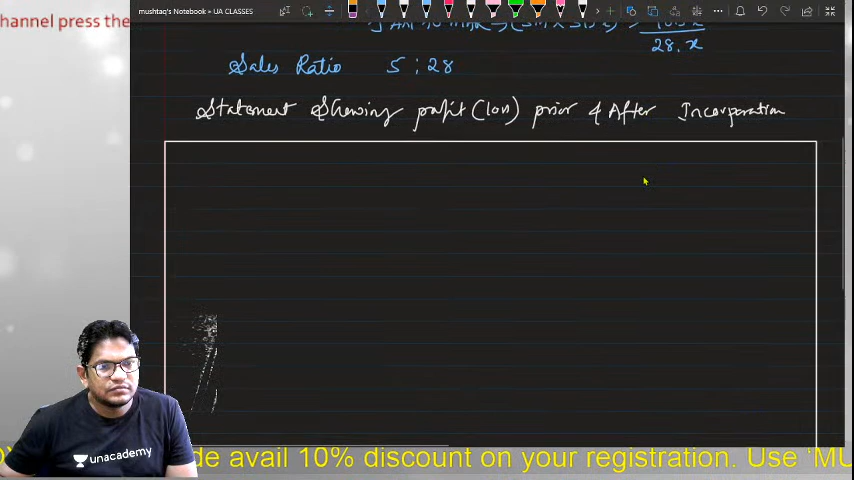 hannel press the
mushtaq's Notebook » UA CLASSES
28.x
Sales Ratio 5 : 28
Statement Showing profit (loss) prior & After Incorporation
unacademy
de avail 10% discount on your registration. Use 'MU